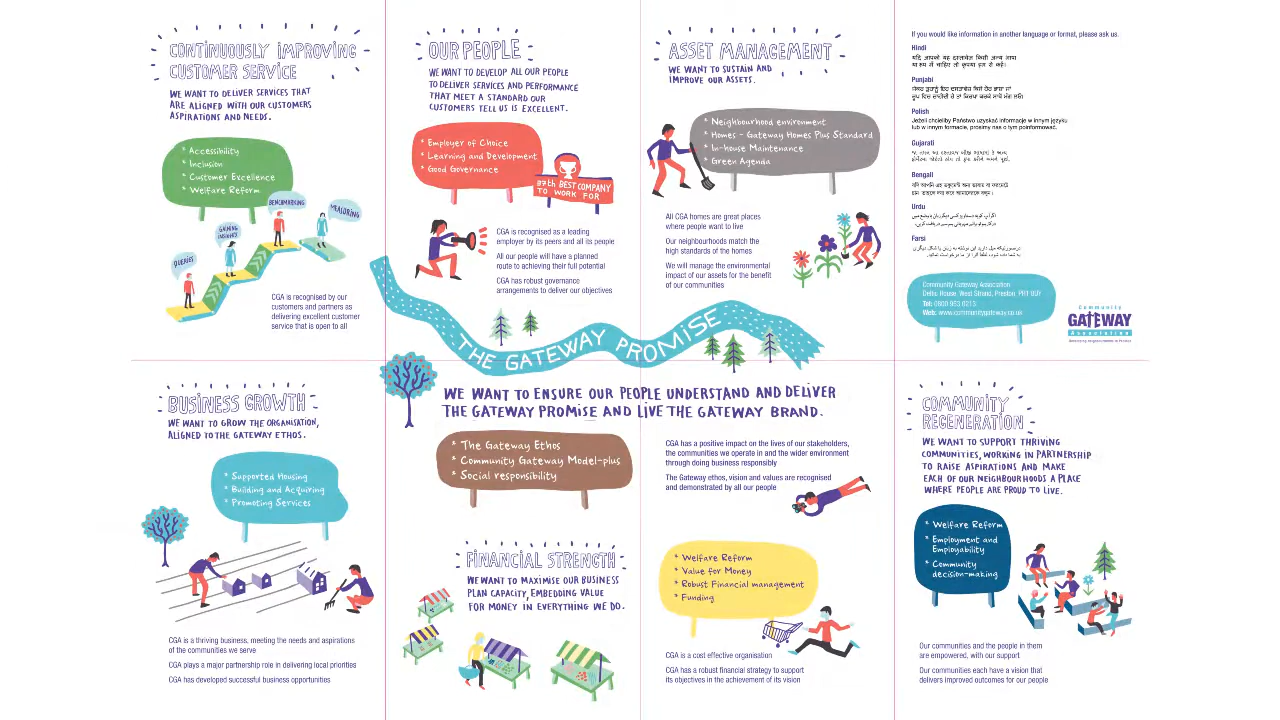 CONTINUOUSLY IMPROVING
CUSTOMER SERVICE
WE WANT TO DELIVER SERVICES THAT
ARE ALIGNED WITH OUR CUSTOMERS
ASPIRATIONS AND NEEDS.
* Accessibility
* Inclusion
* Customer Excellence
* Welfare Reform
QUERIES
GAINING
INSIGHTS
BENCHMARKING
MEASURING
CGA is recognised by our
customers and partners as
delivering excellent customer
service that is open to all
OUR PEOPLE
WE WANT TO DEVELOP ALL OUR PEOPLE
TO DELIVER SERVICES AND PERFORMANCE
THAT MEET A STANDARD OUR
CUSTOMERS TELL US IS EXCELLENT.
* Employer of Choice
* Learning and Development
* Good Governance
87th BEST COMPANY
TO WORK FOR
CGA is recognised as a leading
employer by its peers and all its people
All our people will have a planned
route to achieving their full potential
CGA has robust governance
arrangements to deliver our objectives
ASSET MANAGEMENT
WE WANT TO SUSTAIN AND
IMPROVE OUR ASSETS.
* Neighbourhood environment
* Homes - Gateway Homes Plus Standard
* In-house Maintenance
* Green Agenda
All CGA homes are great places
where people want to live
Our neighbourhoods match the
high standards of the homes
We will manage the environmental
impact of our assets for the benefit
of our communities
If you would like information in another language or format, please ask us.
Hindi
यदि आपको यह दस्तावेज़ किसी अन्य भाषा
या रूप में चाहिए तो कृपया हम से कहें।
Punjabi
Polish
Jeżeli chcieliby Państwo uzyskać informacje w innym języku
lub w innym formacie, prosimy nas o tym poinformować.
Gujarati
Bengali
Urdu
Farsi
Community Gateway Association
Delta House, West Strand, Preston, PR1 8UY
Tel: 0800 953 0213
Web: www.communitygateway.co.uk
Community
GATEWAY
Association
THE GATEWAY PROMISE
WE WANT TO ENSURE OUR PEOPLE UNDERSTAND AND DELIVER
THE GATEWAY PROMISE AND LIVE THE GATEWAY BRAND.
* The Gateway Ethos
* Community Gateway Model-plus
* Social responsibility
CGA has a positive impact on the lives of our stakeholders,
the communities we operate in and the wider environment
through doing business responsibly
The Gateway ethos, vision and values are recognised
and demonstrated by all our people
BUSINESS GROWTH
WE WANT TO GROW THE ORGANISATION,
ALIGNED TO THE GATEWAY ETHOS.
* Supported Housing
* Building and Acquiring
* Promoting Services
CGA is a thriving business, meeting the needs and aspirations
of the communities we serve
CGA plays a major partnership role in delivering local priorities
CGA has developed successful business opportunities
FINANCIAL STRENGTH
WE WANT TO MAXIMISE OUR BUSINESS
PLAN CAPACITY, EMBEDDING VALUE
FOR MONEY IN EVERYTHING WE DO.
* Welfare Reform
* Value for Money
* Robust Financial management
* Funding
CGA is a cost effective organisation
CGA has a robust financial strategy to support
its objectives in the achievement of its vision
COMMUNITY
REGENERATION
WE WANT TO SUPPORT THRIVING
COMMUNITIES, WORKING IN PARTNERSHIP
TO RAISE ASPIRATIONS AND MAKE
EACH OF OUR NEIGHBOURHOODS A PLACE
WHERE PEOPLE ARE PROUD TO LIVE.
* Welfare Reform
* Employment and
Employability
* Community
decision-making
Our communities and the people in them
are empowered, with our support
Our communities each have a vision that
delivers improved outcomes for our people